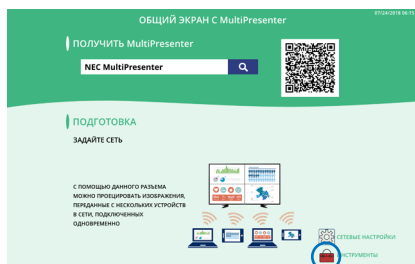 07/24/2018 06:15
ОБЩИЙ ЭКРАН С MultiPresenter
ПОЛУЧИТЬ MultiPresenter
NEC MultiPresenter
ПОДГОТОВКА
ЗАДАЙТЕ СЕТЬ
С ПОМОЩЬЮ ДАННОГО РАЗЪЕМА
МОЖНО ПРОЕЦИРОВАТЬ ИЗОБРАЖЕНИЯ,
ПЕРЕДАННЫЕ С НЕСКОЛЬКИХ УСТРОЙСТВ
В СЕТИ, ПОДКЛЮЧЕННЫХ
ОДНОВРЕМЕННО
СЕТЕВЫЕ НАСТРОЙКИ
ИНСТРУМЕНТЫ